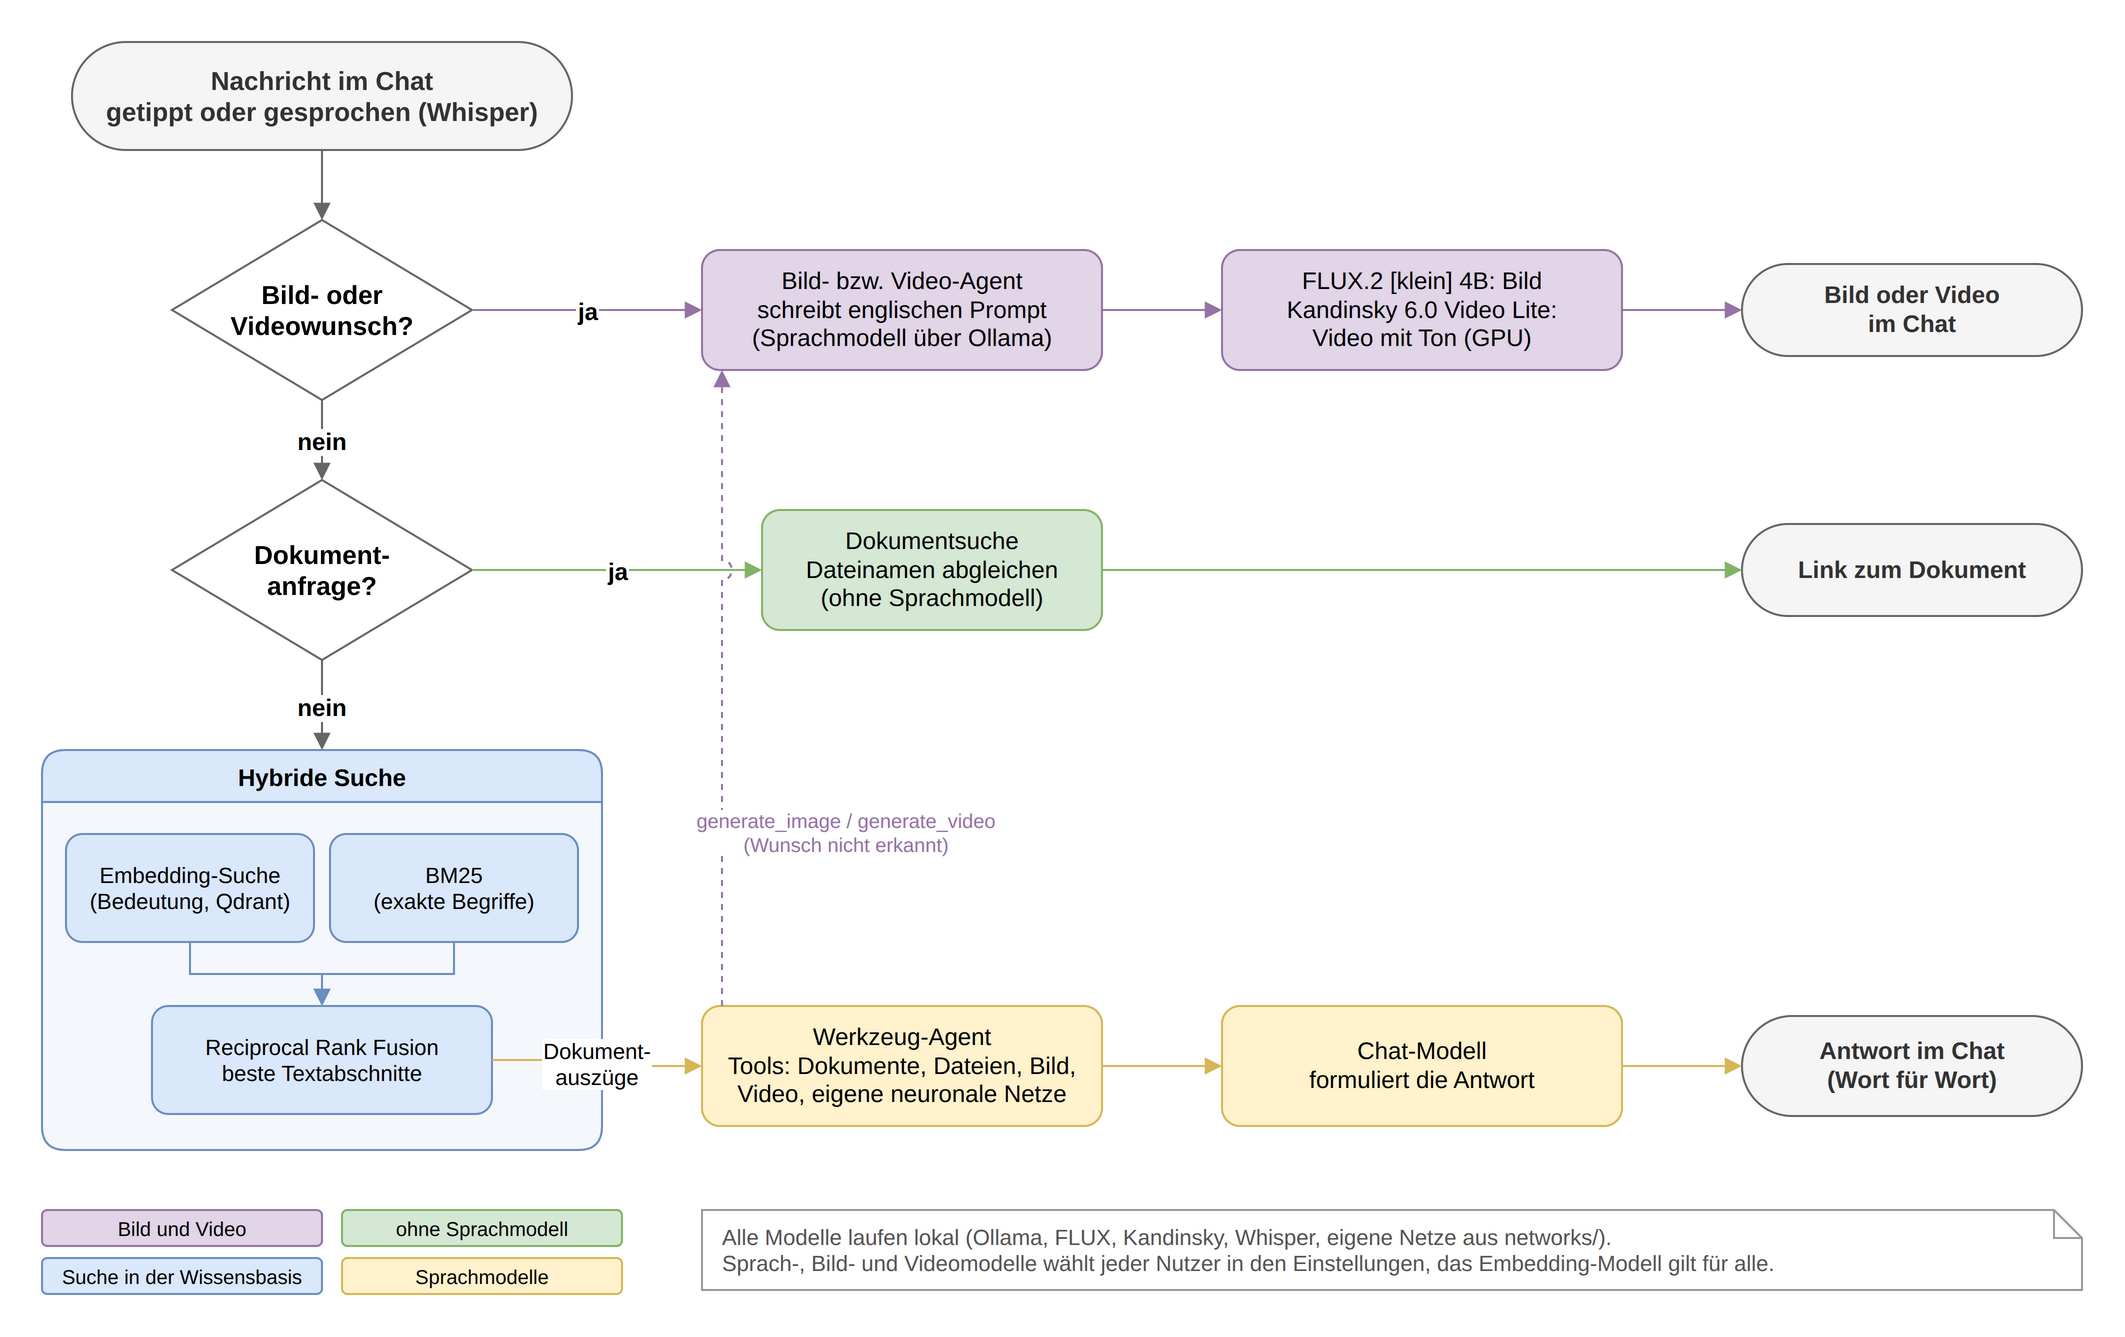 Nachricht im Chat
getippt oder gesprochen (Whisper)
Bild- oder
Videowunsch?
ja
Bild- bzw. Video-Agent
schreibt englischen Prompt
(Sprachmodell über Ollama)
FLUX.2 [klein] 4B: Bild
Kandinsky 6.0 Video Lite:
Video mit Ton (GPU)
Bild oder Video
im Chat
nein
Dokument-
anfrage?
ja
Dokumentsuche
Dateinamen abgleichen
(ohne Sprachmodell)
Link zum Dokument
nein
Hybride Suche
Embedding-Suche
(Bedeutung, Qdrant)
BM25
(exakte Begriffe)
generate_image / generate_video
(Wunsch nicht erkannt)
Reciprocal Rank Fusion
beste Textabschnitte
Dokument-
auszüge
Werkzeug-Agent
Tools: Dokumente, Dateien, Bild,
Video, eigene neuronale Netze
Chat-Modell
formuliert die Antwort
Antwort im Chat
(Wort für Wort)
Bild und Video
ohne Sprachmodell
Suche in der Wissensbasis
Sprachmodelle
Alle Modelle laufen lokal (Ollama, FLUX, Kandinsky, Whisper, eigene Netze aus networks/).
Sprach-, Bild- und Videomodelle wählt jeder Nutzer in den Einstellungen, das Embedding-Modell gilt für alle.